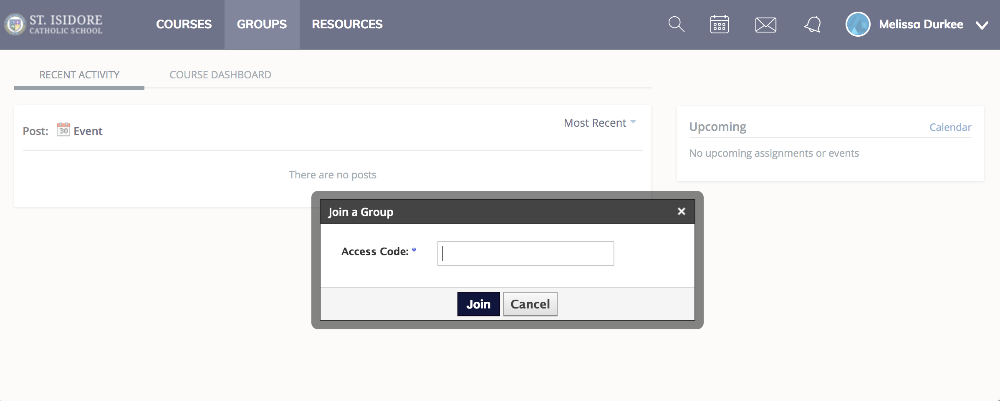 ST. ISIDORE
CATHOLIC SCHOOL
COURSES
GROUPS
RESOURCES
Melissa Durkee
RECENT ACTIVITY
COURSE DASHBOARD
Post:
30
Event
Most Recent
There are no posts
Upcoming
Calendar
No upcoming assignments or events
Join a Group
Access Code: *
Join
Cancel